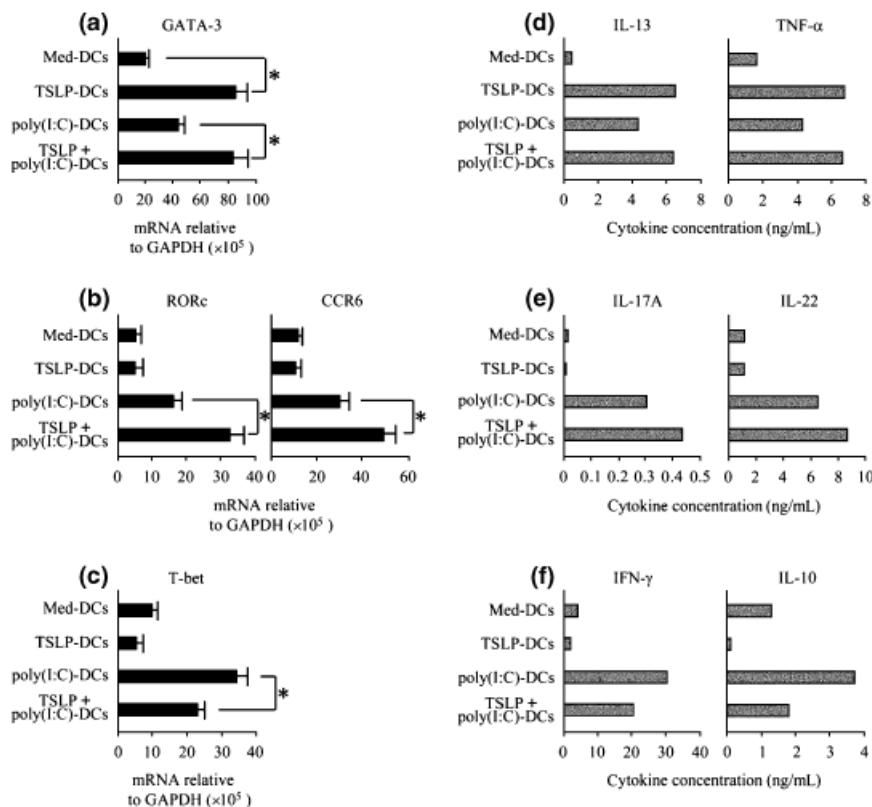 (a)
GATA-3
Med-DCs
TSLP-DCs
poly(I:C)-DCs
TSLP +
poly(I:C)-DCs
*
*
0 20 40 60 80 100
mRNA relative
to GAPDH (×10⁵)
(d)
IL-13 TNF-α
Med-DCs
TSLP-DCs
poly(I:C)-DCs
TSLP +
poly(I:C)-DCs
0 2 4 6 8 0 2 4 6 8
Cytokine concentration (ng/mL)
(b)
RORc CCR6
Med-DCs
TSLP-DCs
poly(I:C)-DCs
TSLP +
poly(I:C)-DCs
* *
0 10 20 30 40 0 20 40 60
mRNA relative
to GAPDH (×10⁵)
mRNA relative
to GAPDH (×10⁵)
(e)
IL-17A IL-22
Med-DCs
TSLP-DCs
poly(I:C)-DCs
TSLP +
poly(I:C)-DCs
0 0.1 0.2 0.3 0.4 0.5 0 2 4 6 8 10
Cytokine concentration (ng/mL)
(c)
T-bet
Med-DCs
TSLP-DCs
poly(I:C)-DCs
TSLP +
poly(I:C)-DCs
*
0 10 20 30 40
mRNA relative
to GAPDH (×10⁵)
(f)
IFN-γ IL-10
Med-DCs
TSLP-DCs
poly(I:C)-DCs
TSLP +
poly(I:C)-DCs
0 10 20 30 40 0 1 2 3 4
Cytokine concentration (ng/mL)